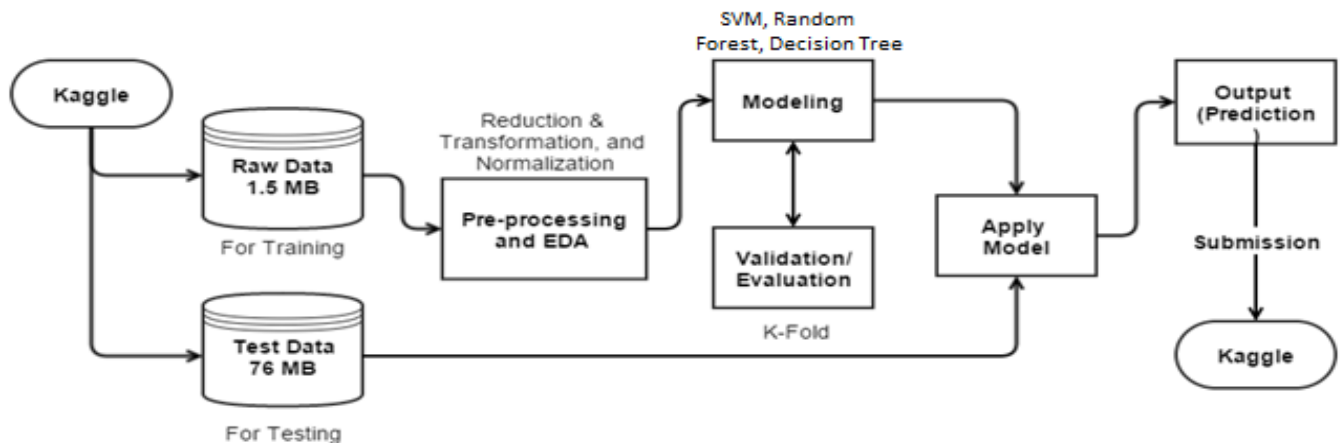 Kaggle
Raw Data
1.5 MB
For Training
Test Data
76 MB
For Testing
Reduction &
Transformation, and
Normalization
Pre-processing
and EDA
SVM, Random
Forest, Decision Tree
Modeling
Validation/
Evaluation
K-Fold
Apply
Model
Output
(Prediction
)
Submission
Kaggle